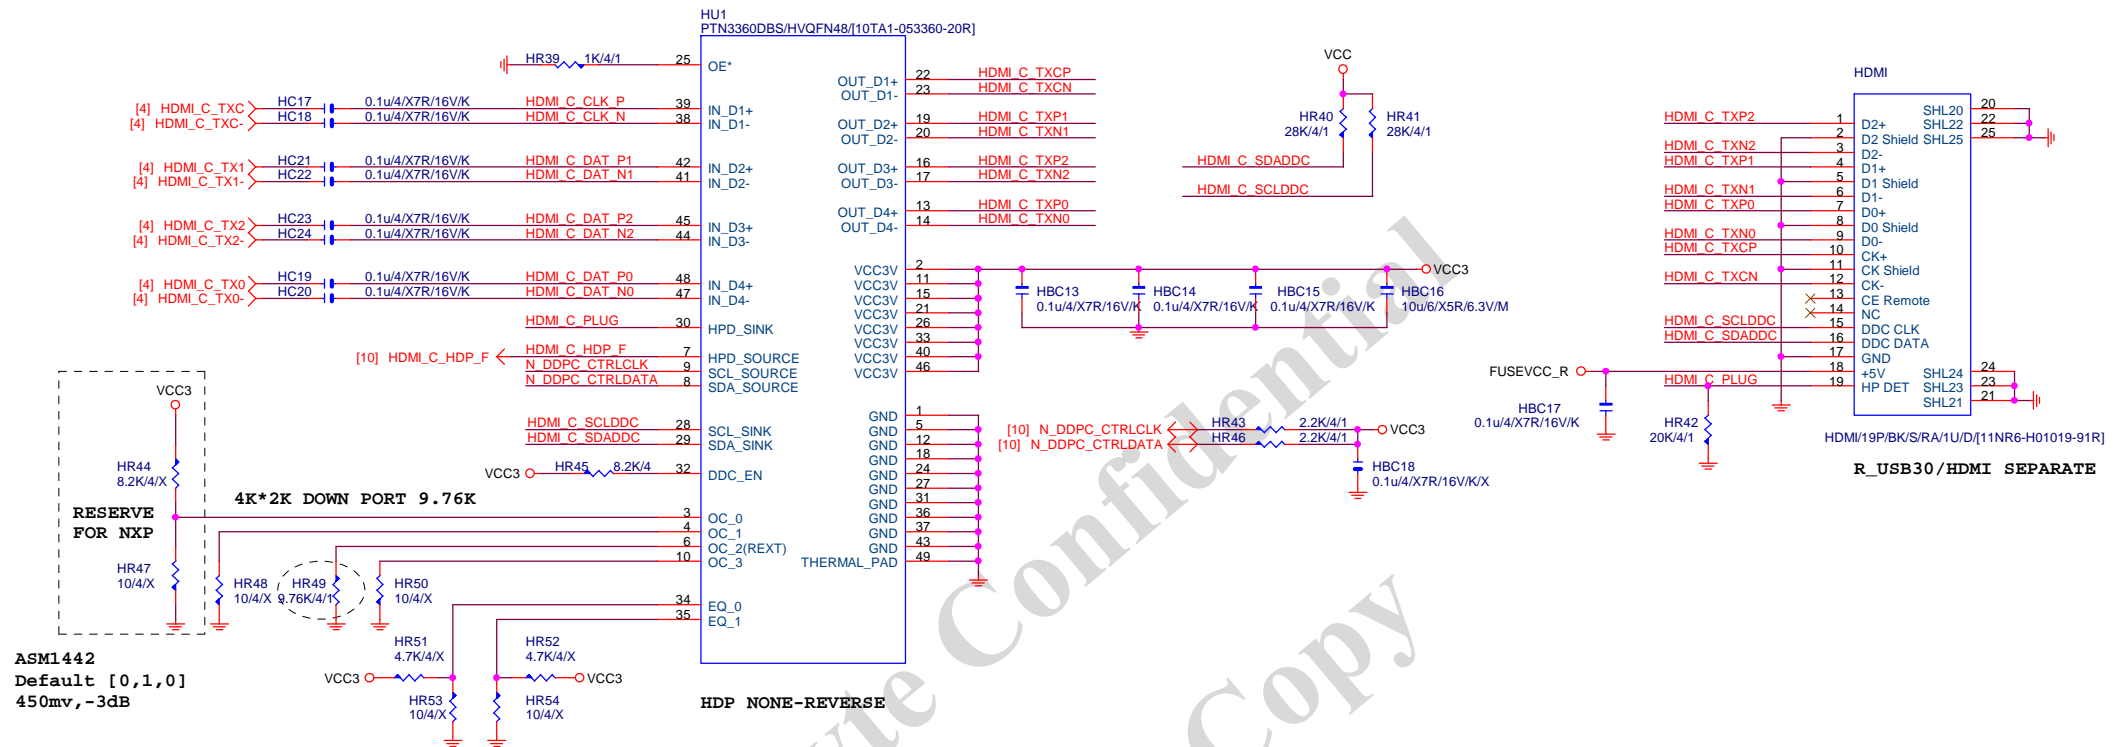 HU1
PTN3360DBS/HVQFN48/[10TA1-053360-20R]
HR39 1K/4/1 25 OE*
[4] HDMI_C_TXC HC17 0.1u/4/X7R/16V/K HDMI_C_CLK_P 39 IN_D1+
[4] HDMI_C_TXC- HC18 0.1u/4/X7R/16V/K HDMI_C_CLK_N 38 IN_D1-
[4] HDMI_C_TX1 HC21 0.1u/4/X7R/16V/K HDMI_C_DAT_P1 42 IN_D2+
[4] HDMI_C_TX1- HC22 0.1u/4/X7R/16V/K HDMI_C_DAT_N1 41 IN_D2-
[4] HDMI_C_TX2 HC23 0.1u/4/X7R/16V/K HDMI_C_DAT_P2 45 IN_D3+
[4] HDMI_C_TX2- HC24 0.1u/4/X7R/16V/K HDMI_C_DAT_N2 44 IN_D3-
[4] HDMI_C_TX0 HC19 0.1u/4/X7R/16V/K HDMI_C_DAT_P0 48 IN_D4+
[4] HDMI_C_TX0- HC20 0.1u/4/X7R/16V/K HDMI_C_DAT_N0 47 IN_D4-
HDMI_C_PLUG 30 HPD_SINK
[10] HDMI_C_HDP_F HDMI_C_HDP_F 7 HPD_SOURCE
N_DDPC_CTRLCLK 9 SCL_SOURCE
N_DDPC_CTRLDATA 8 SDA_SOURCE
HDMI_C_SCLDDC 28 SCL_SINK
HDMI_C_SDADDC 29 SDA_SINK
VCC3 HR45 8.2K/4 32 DDC_EN
3 OC_0
4 OC_1
6 OC_2(REXT)
10 OC_3
34 EQ_0
35 EQ_1
OUT_D1+ 22 HDMI_C_TXCP
OUT_D1- 23 HDMI_C_TXCN
OUT_D2+ 19 HDMI_C_TXP1
OUT_D2- 20 HDMI_C_TXN1
OUT_D3+ 16 HDMI_C_TXP2
OUT_D3- 17 HDMI_C_TXN2
OUT_D4+ 13 HDMI_C_TXP0
OUT_D4- 14 HDMI_C_TXN0
VCC3V 2
VCC3V 11
VCC3V 15
VCC3V 21
VCC3V 26
VCC3V 33
VCC3V 40
VCC3V 46
GND 1
GND 5
GND 12
GND 18
GND 24
GND 27
GND 31
GND 36
GND 37
GND 43
THERMAL_PAD 49
VCC3
HR44
8.2K/4/X
RESERVE
FOR NXP
HR47
10/4/X
4K*2K DOWN PORT 9.76K
HR48
10/4/X
HR49
9.76K/4/1
HR50
10/4/X
ASM1442
Default [0,1,0]
450mv,-3dB
HR51
4.7K/4/X
VCC3
HR53
10/4/X
HR52
4.7K/4/X
VCC3
HR54
10/4/X
HDP NONE-REVERSE
VCC
HR40
28K/4/1
HR41
28K/4/1
HDMI_C_SDADDC
HDMI_C_SCLDDC
VCC3
HBC13
0.1u/4/X7R/16V/K
HBC14
0.1u/4/X7R/16V/K
HBC15
0.1u/4/X7R/16V/K
HBC16
10u/6/X5R/6.3V/M
[10] N_DDPC_CTRLCLK HR43 2.2K/4/1 VCC3
[10] N_DDPC_CTRLDATA HR46 2.2K/4/1
HBC18
0.1u/4/X7R/16V/K/X
HDMI
HDMI_C_TXP2 1 D2+
2 D2 Shield
HDMI_C_TXN2 3 D2-
HDMI_C_TXP1 4 D1+
5 D1 Shield
HDMI_C_TXN1 6 D1-
HDMI_C_TXP0 7 D0+
8 D0 Shield
HDMI_C_TXN0 9 D0-
HDMI_C_TXCP 10 CK+
11 CK Shield
HDMI_C_TXCN 12 CK-
13 CE Remote
14 NC
HDMI_C_SCLDDC 15 DDC CLK
HDMI_C_SDADDC 16 DDC DATA
17 GND
FUSEVCC_R 18 +5V
HDMI_C_PLUG 19 HP DET
SHL20 20
SHL22 22
SHL25 25
SHL24 24
SHL23 23
SHL21 21
HBC17
0.1u/4/X7R/16V/K
HR42
20K/4/1
HDMI/19P/BK/S/RA/1U/D/[11NR6-H01019-91R]
R_USB30/HDMI SEPARATE
yte Confidential
Copy